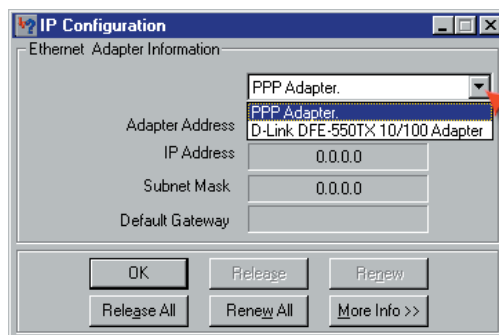 IP Configuration
Ethernet Adapter Information
PPP Adapter.
PPP Adapter.
D-Link DFE-550TX 10/100 Adapter
Adapter Address
IP Address 0.0.0.0
Subnet Mask 0.0.0.0
Default Gateway
OK Release Renew
Release All Renew All More Info >>